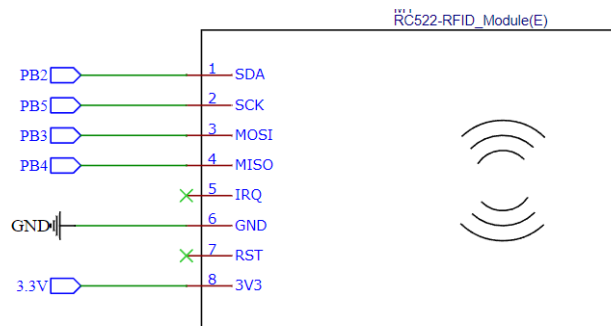 RC522-RFID_Module(E)
PB2 1 SDA
PB5 2 SCK
PB3 3 MOSI
PB4 4 MISO
5 IRQ
GND 6 GND
7 RST
3.3V 8 3V3